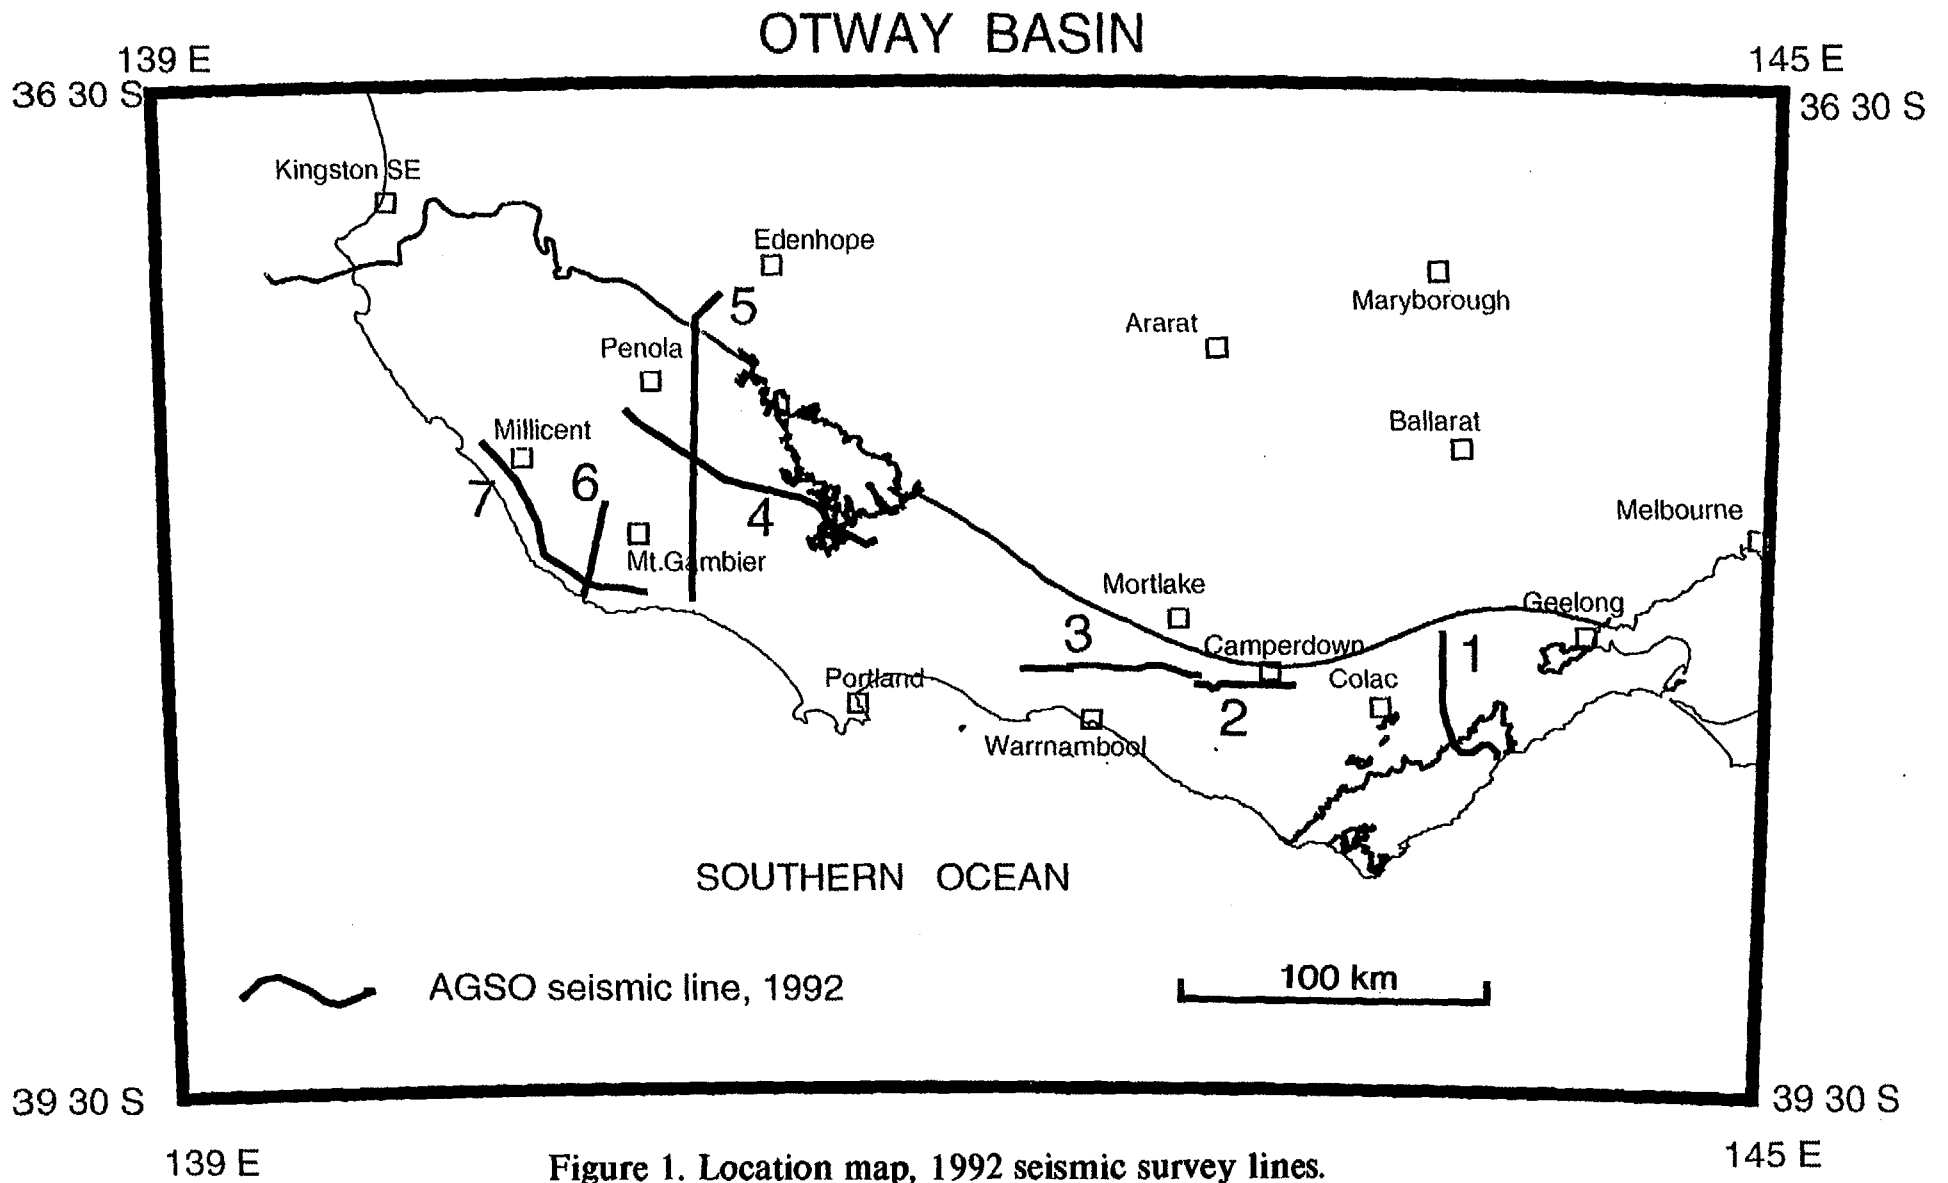 OTWAY BASIN
139 E
145 E
36 30 S
36 30 S
Kingston SE
Edenhope
5
Maryborough
Ararat
Penola
Ballarat
Millicent
6
7
4
Melbourne
Mt.Gambier
Mortlake
Geelong
3
Camperdown
1
Portland
Colac
2
Warrnambool
SOUTHERN OCEAN
AGSO seismic line, 1992
100 km
39 30 S
39 30 S
139 E
145 E
Figure 1. Location map, 1992 seismic survey lines.